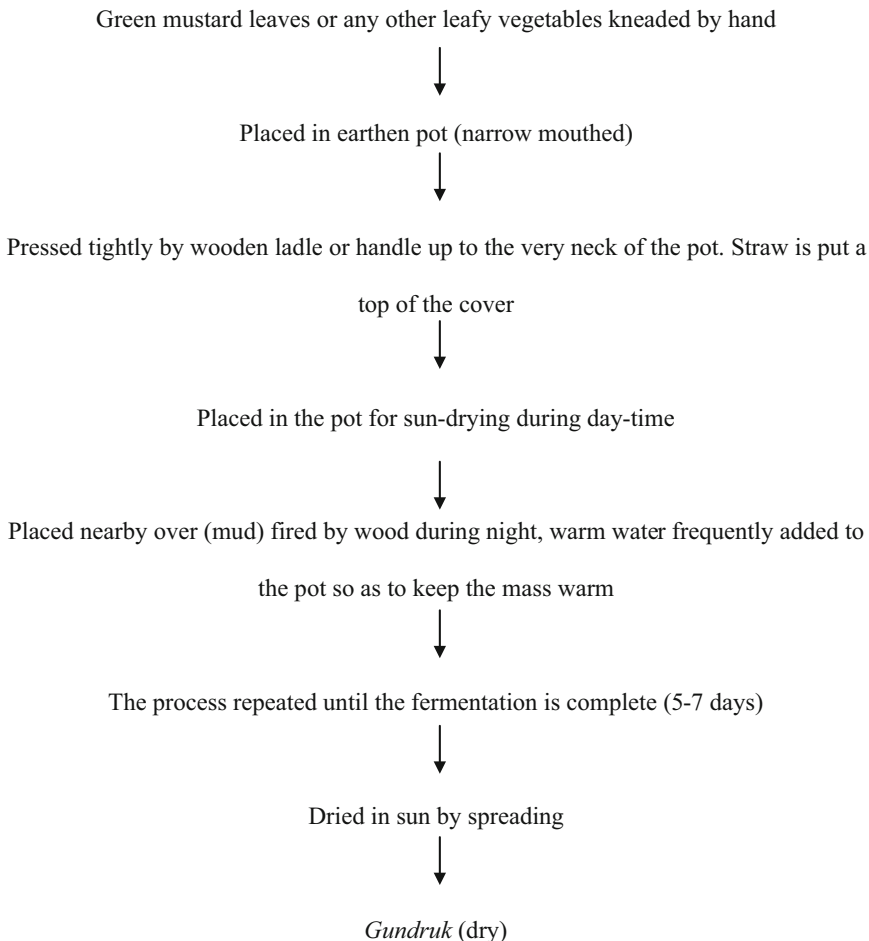 Green mustard leaves or any other leafy vegetables kneaded by hand
Placed in earthen pot (narrow mouthed)
Pressed tightly by wooden ladle or handle up to the very neck of the pot. Straw is put a
top of the cover
Placed in the pot for sun-drying during day-time
Placed nearby over (mud) fired by wood during night, warm water frequently added to
the pot so as to keep the mass warm
The process repeated until the fermentation is complete (5-7 days)
Dried in sun by spreading
Gundruk (dry)